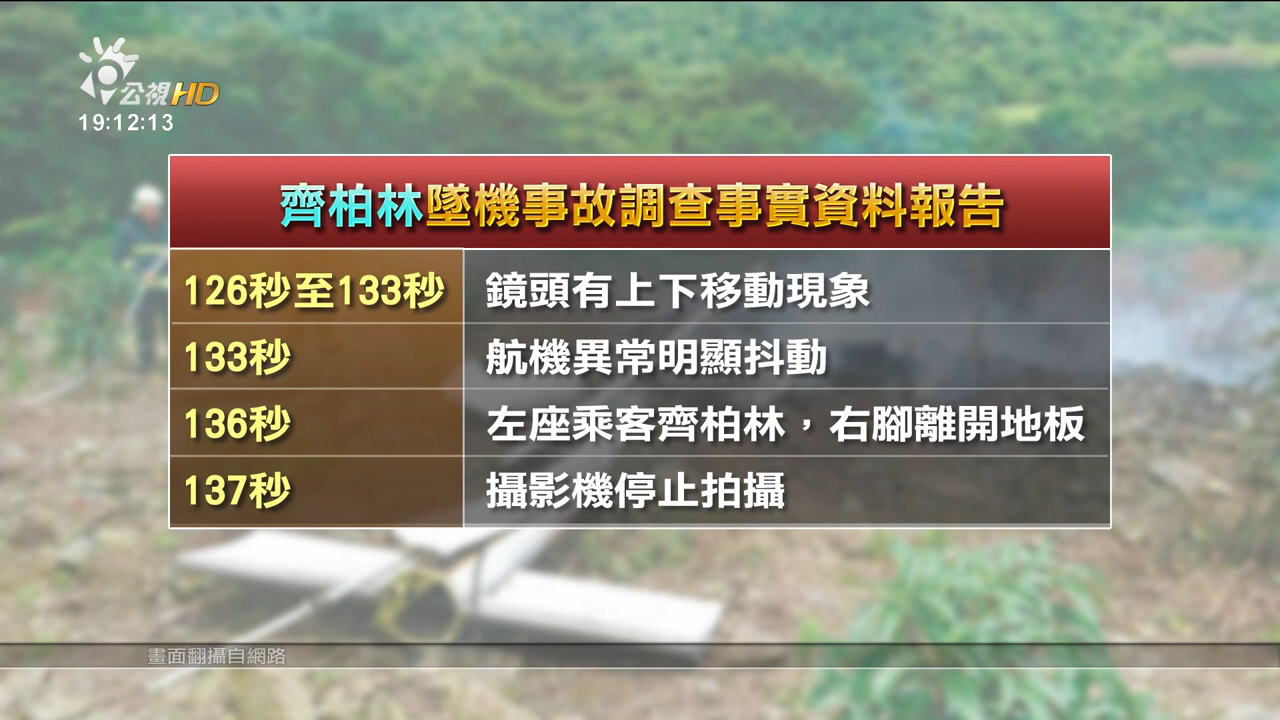 公視HD
19:12:13
齊柏林墜機事故調查事實資料報告
126秒至133秒 鏡頭有上下移動現象
133秒 航機異常明顯抖動
136秒 左座乘客齊柏林，右腳離開地板
137秒 攝影機停止拍攝
畫面翻攝自網路